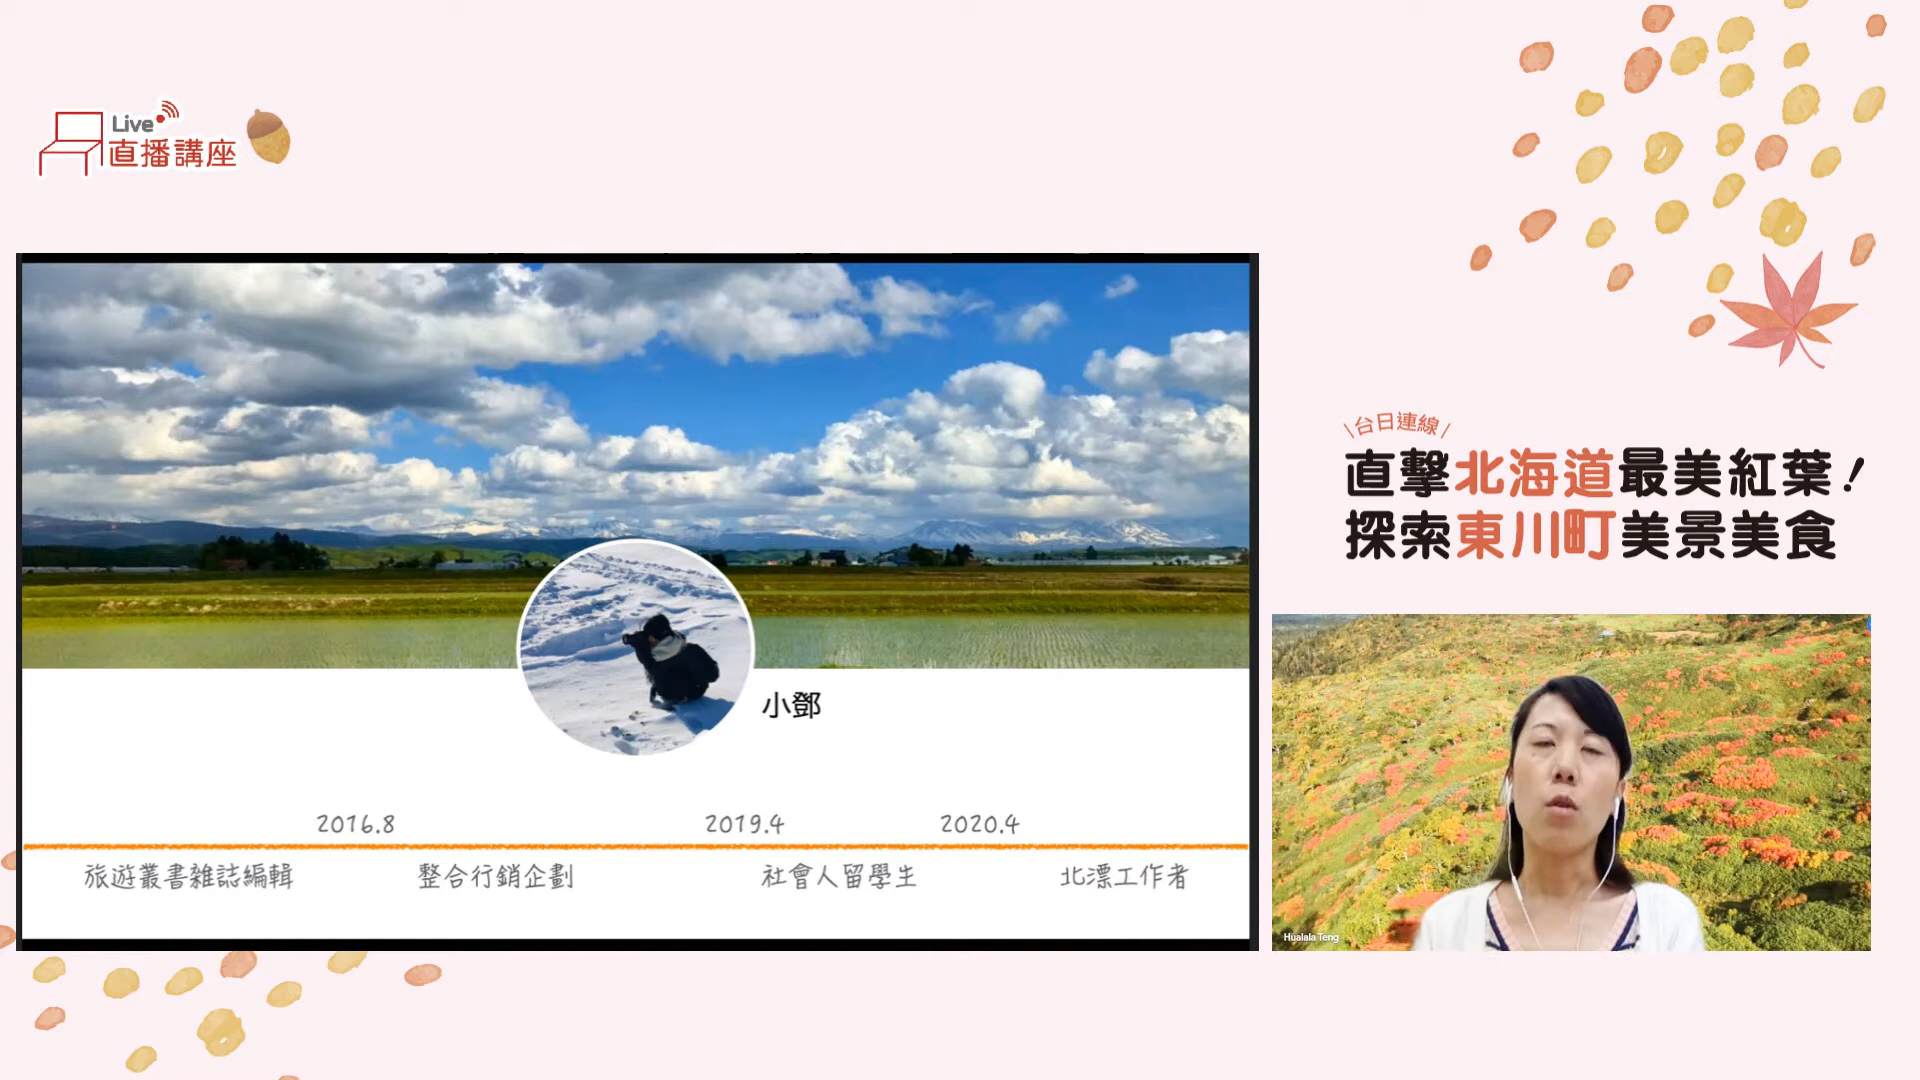 Live
直播講座
\台日連線/
直擊北海道最美紅葉！
探索東川町美景美食
小鄧
2016.8
2019.4
2020.4
旅遊叢書雜誌編輯
整合行銷企劃
社會人留學生
北漂工作者
Hualala Teng